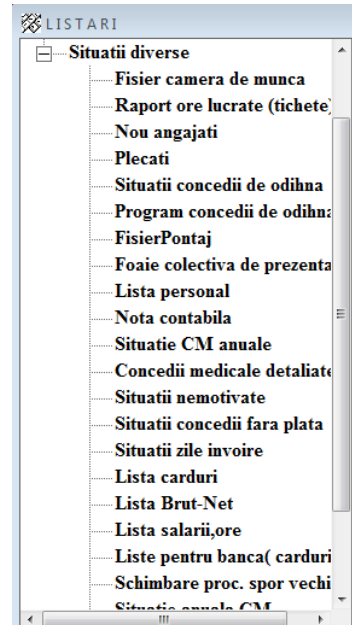 LISTARI
Situatii diverse
Fisier camera de munca
Raport ore lucrate (tichete)
Nou angajati
Plecati
Situatii concedii de odihna
Program concedii de odihna
FisierPontaj
Foaie colectiva de prezenta
Lista personal
Nota contabila
Situatie CM anuale
Concedii medicale detaliate
Situatii nemotivate
Situatii concedii fara plata
Situatii zile invoire
Lista carduri
Lista Brut-Net
Lista salarii,ore
Liste pentru banca( carduri
Schimbare proc. spor vechi
Situatie anuala CM